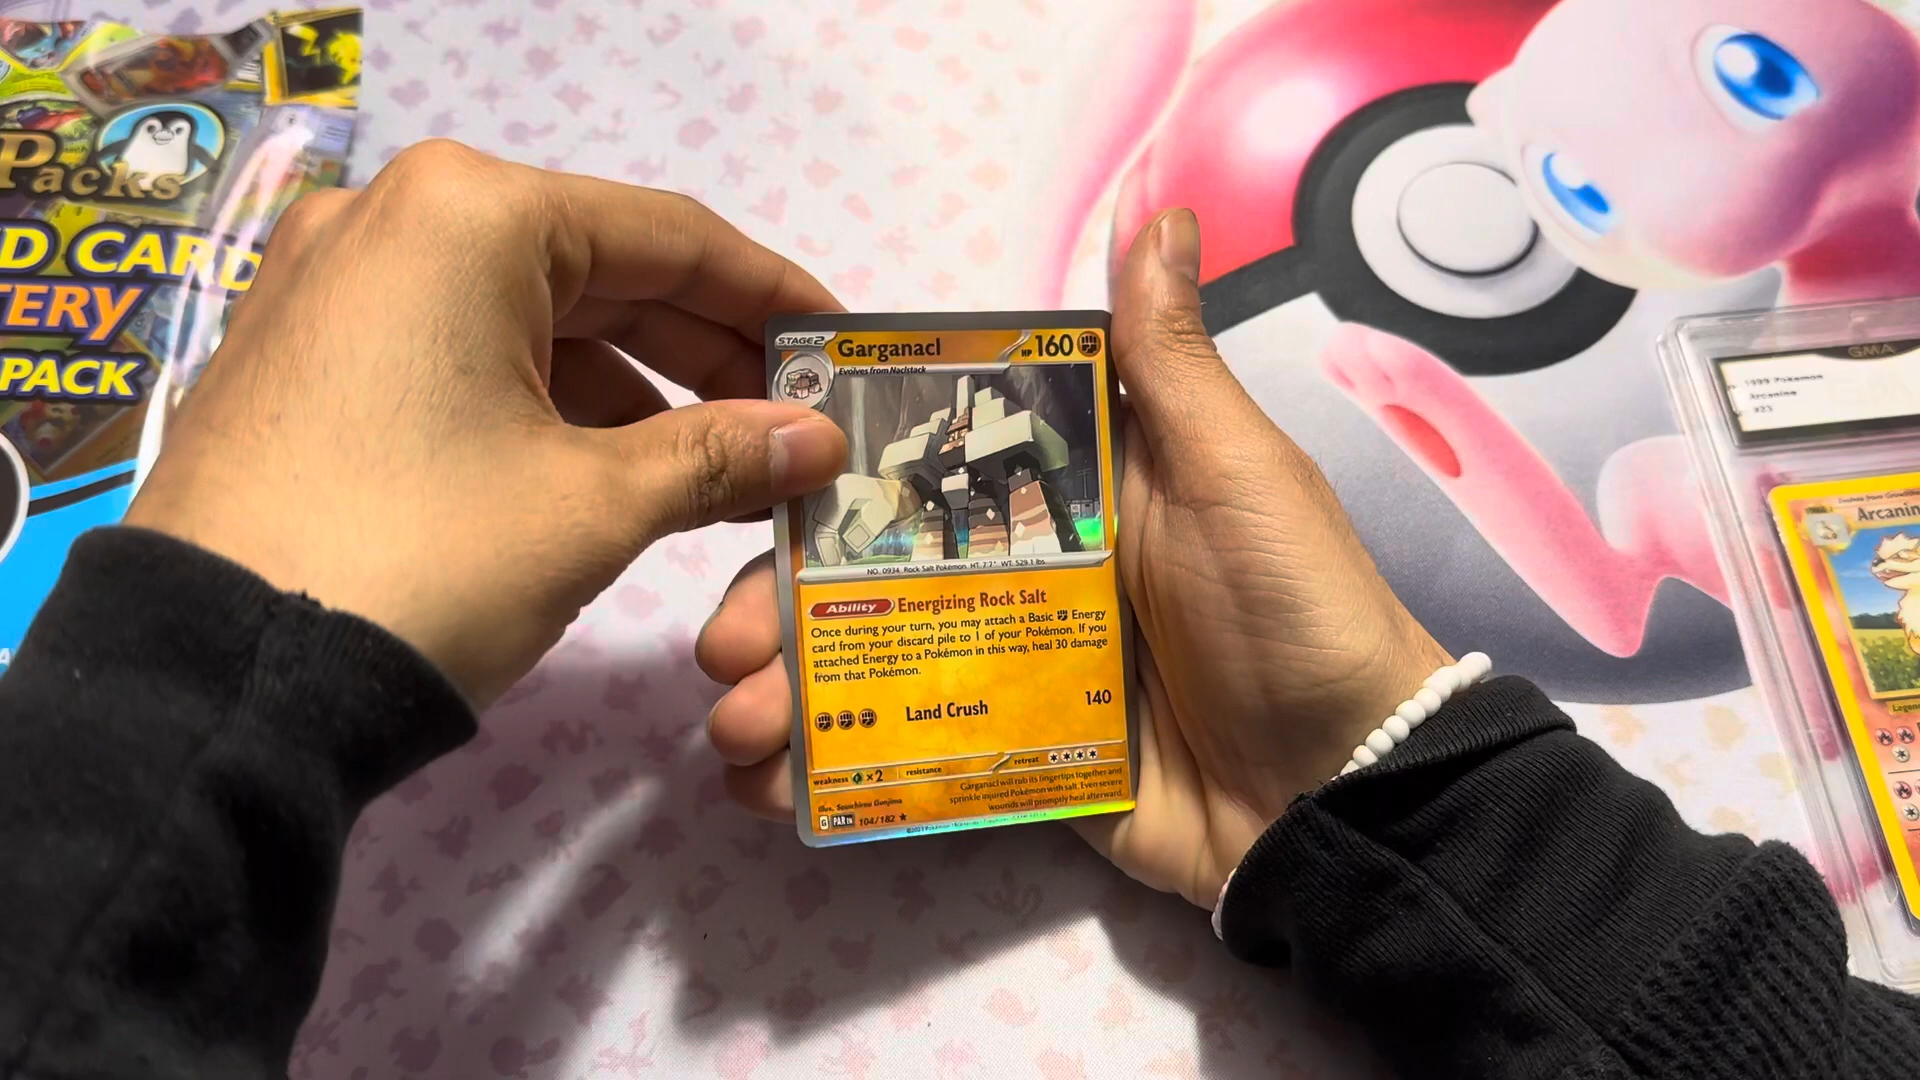 Packs
D CARD
TERY
PACK
STAGE2
Garganacl
HP 160
Evolves from Naclstack
NO. 0934 Rock Salt Pokémon HT. 7'7" WT. 529.1 lbs.
Ability Energizing Rock Salt
Once during your turn, you may attach a Basic Energy
card from your discard pile to 1 of your Pokémon. If you
attached Energy to a Pokémon in this way, heal 30 damage
from that Pokémon.
Land Crush 140
weakness ×2 resistance retreat
Garganacl will rub its fingertips together and
sprinkle injured Pokémon with salt. Even severe
wounds will promptly heal afterward.
Illus. Souichirou Gunjima
G PAR EN 104/182
GMA
1999 Pokemon
Arcanine
#23
Arcanin